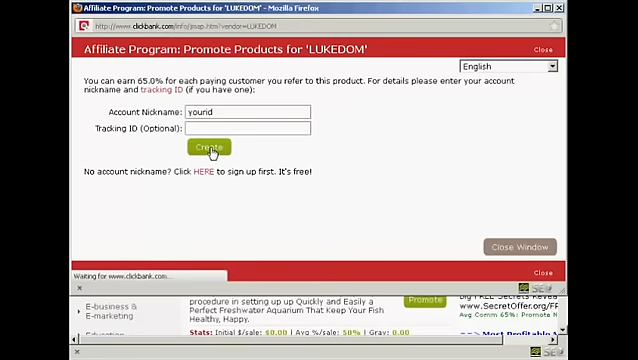 Affiliate Program: Promote Products for 'LUKEDOM' - Mozilla Firefox
http://www.clickbank.com/info/jmap.htm?vendor=LUKEDOM
Affiliate Program: Promote Products for 'LUKEDOM'
Close
English
You can earn 65.0% for each paying customer you refer to this product. For details please enter your account
nickname and tracking ID (if you have one):
Account Nickname: yourid
Tracking ID (Optional):
Create
No account nickname? Click HERE to sign up first. It's free!
Close Window
Close
Waiting for www.clickbank.com...
E-business &
E-marketing
procedure in setting up up Quickly and Easily a
Perfect Freshwater Aquarium That Keep Your Fish
Healthy, Happy.
Stats: Initial $/sale: $0.00 | Avg %/sale: 50% | Grav: 0.00
Promote
www.SecretOffer.org/FR
Avg Comm 65%: Promote N
==> Most Profitable